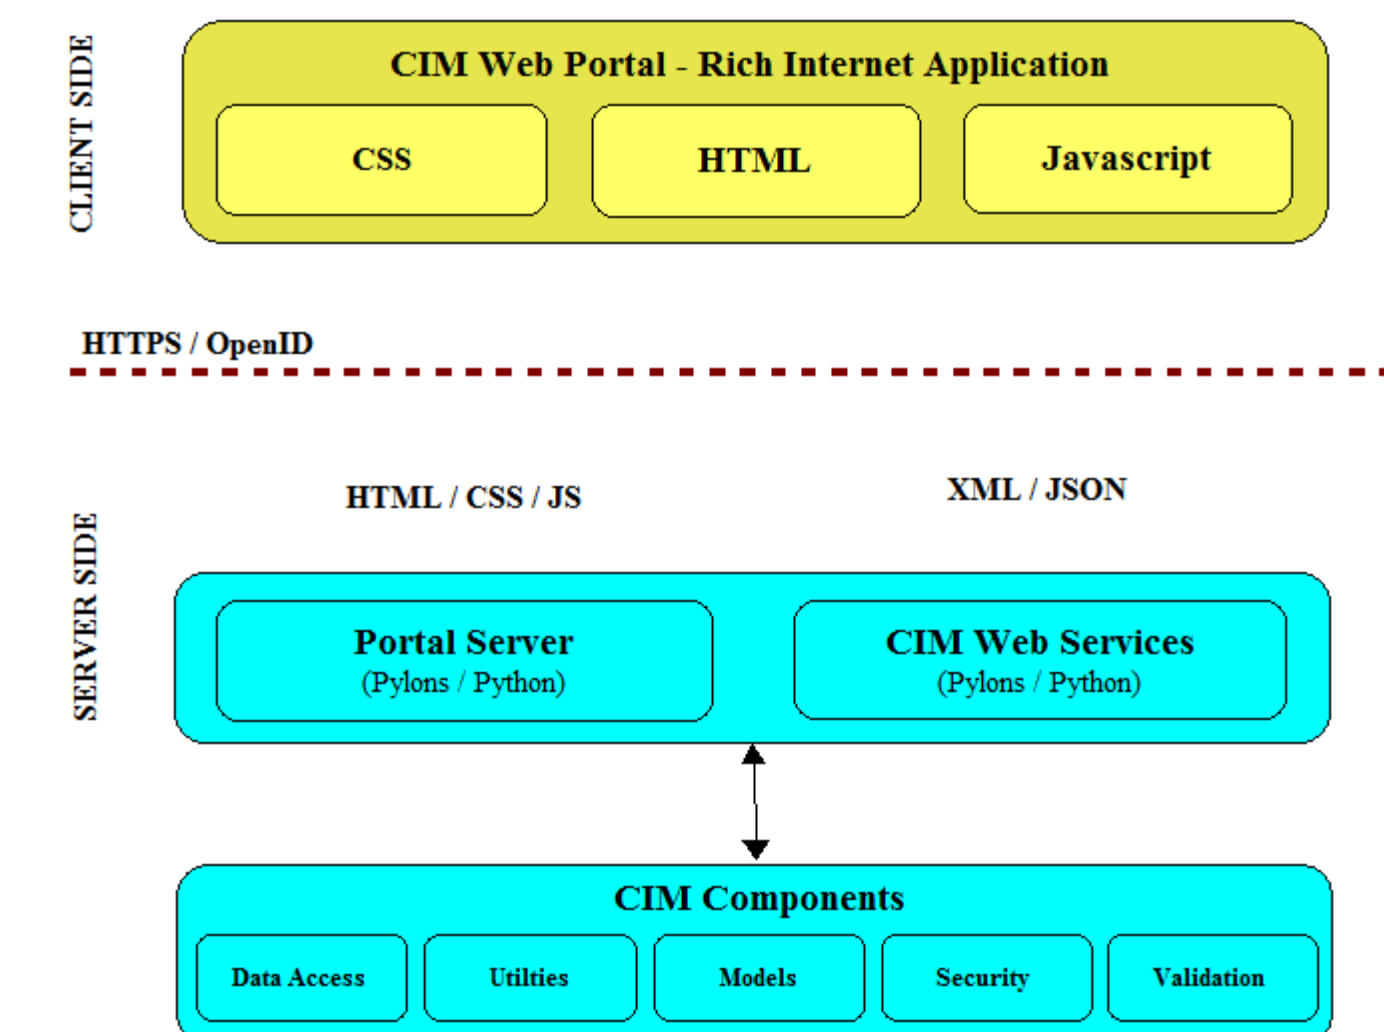 CLIENT SIDE
CIM Web Portal - Rich Internet Application
CSS
HTML
Javascript
HTTPS / OpenID
SERVER SIDE
HTML / CSS / JS
XML / JSON
Portal Server
(Pylons / Python)
CIM Web Services
(Pylons / Python)
CIM Components
Data Access
Utilties
Models
Security
Validation